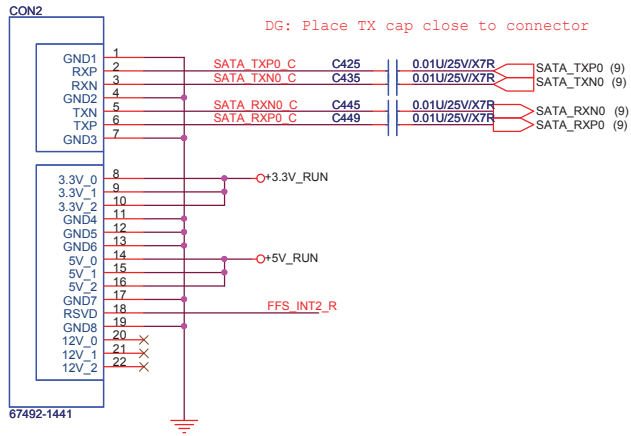 CON2
DG: Place TX cap close to connector
GND1 1
RXP 2 SATA_TXP0_C C425 0.01U/25V/X7R SATA_TXP0 (9)
RXN 3 SATA_TXN0_C C435 0.01U/25V/X7R SATA_TXN0 (9)
GND2 4
TXN 5 SATA_RXN0_C C445 0.01U/25V/X7R SATA_RXN0 (9)
TXP 6 SATA_RXP0_C C449 0.01U/25V/X7R SATA_RXP0 (9)
GND3 7
3.3V_0 8 +3.3V_RUN
3.3V_1 9
3.3V_2 10
GND4 11
GND5 12
GND6 13
5V_0 14 +5V_RUN
5V_1 15
5V_2 16
GND7 17
RSVD 18 FFS_INT2_R
GND8 19
12V_0 20
12V_1 21
12V_2 22
67492-1441